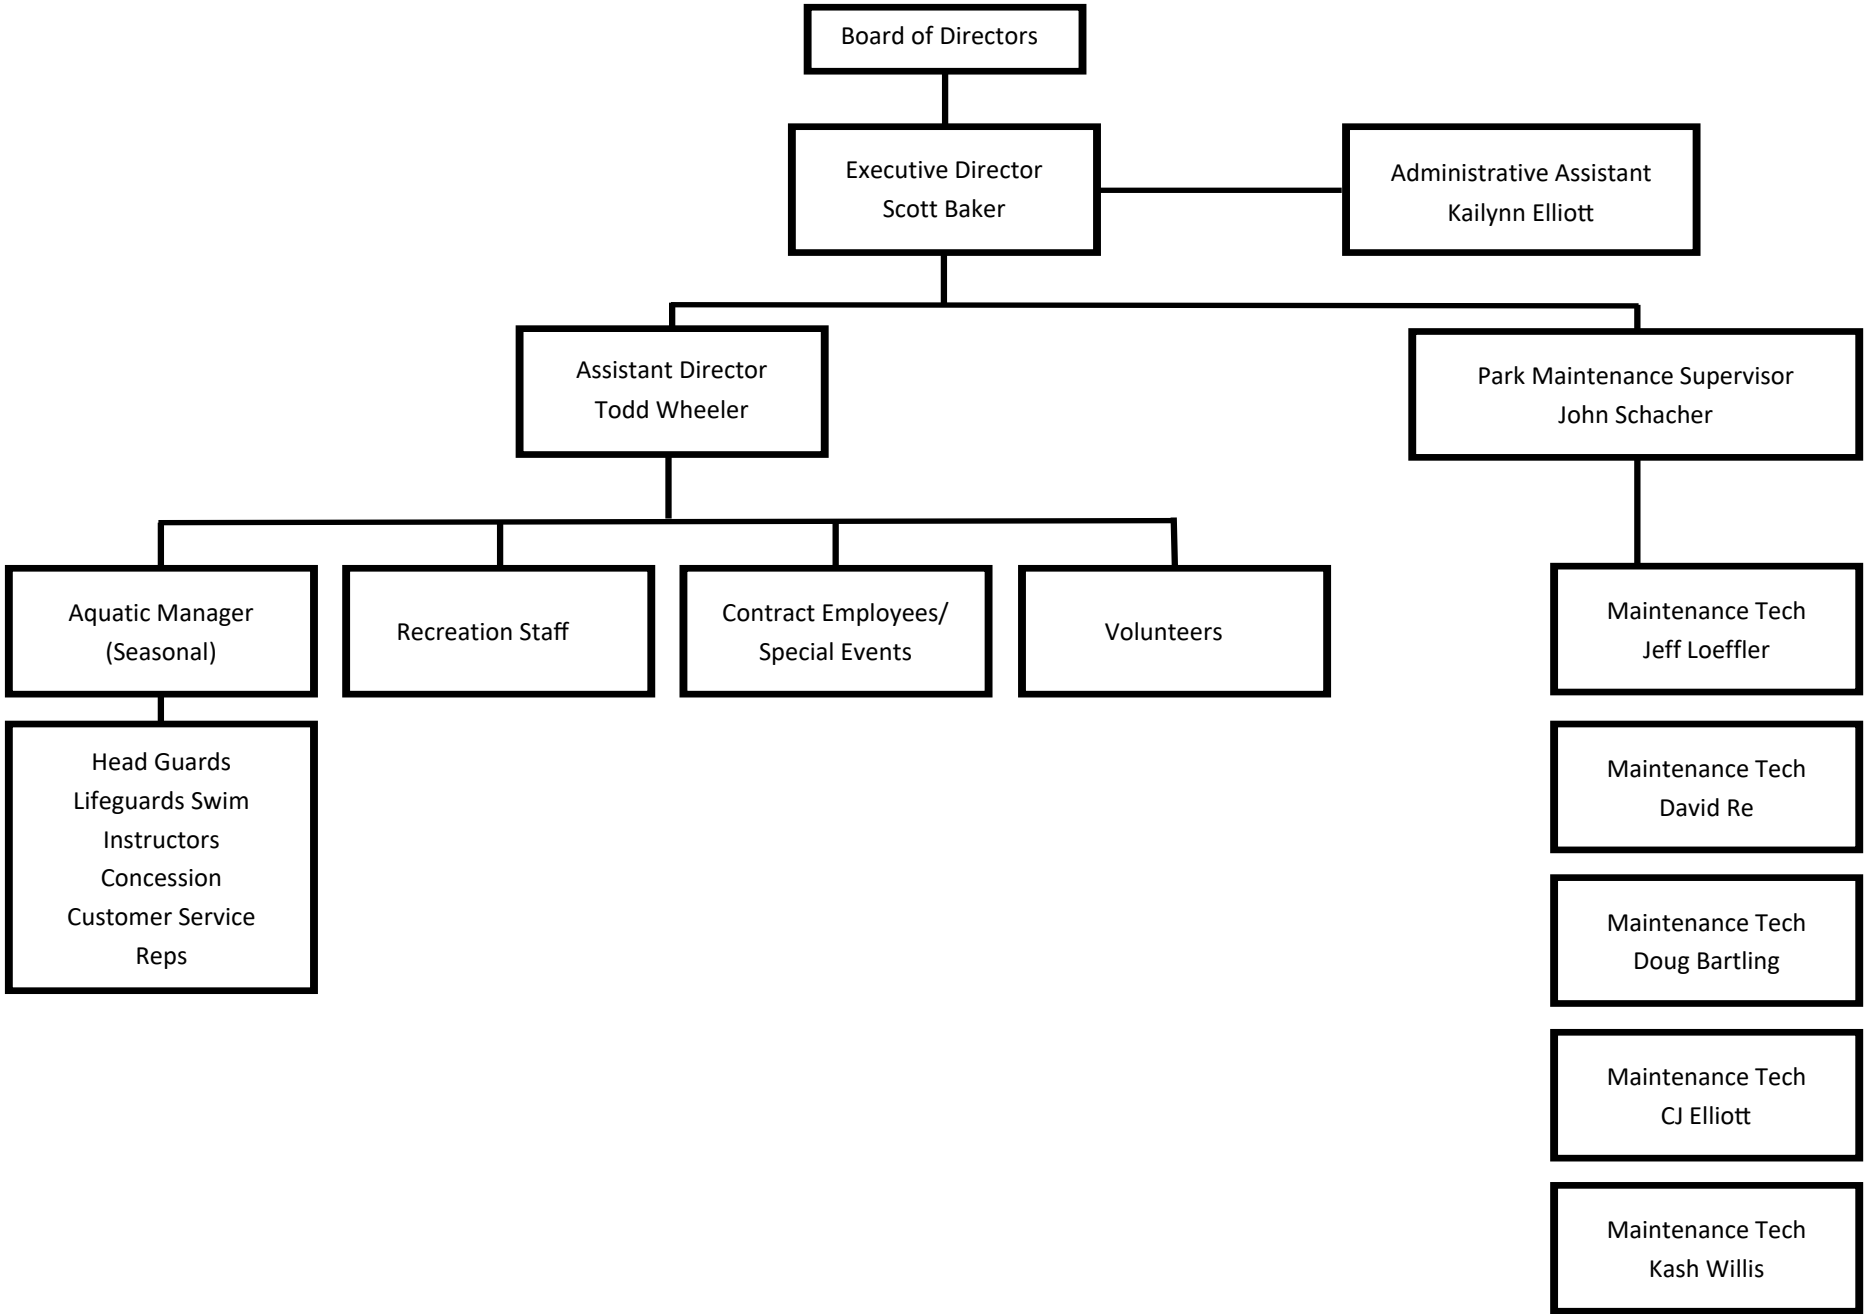 Board of Directors
Executive Director
Scott Baker
Administrative Assistant
Kailynn Elliott
Assistant Director
Todd Wheeler
Park Maintenance Supervisor
John Schacher
Aquatic Manager
(Seasonal)
Recreation Staff
Contract Employees/
Special Events
Volunteers
Maintenance Tech
Jeff Loeffler
Head Guards
Lifeguards Swim
Instructors
Concession
Customer Service
Reps
Maintenance Tech
David Re
Maintenance Tech
Doug Bartling
Maintenance Tech
CJ Elliott
Maintenance Tech
Kash Willis